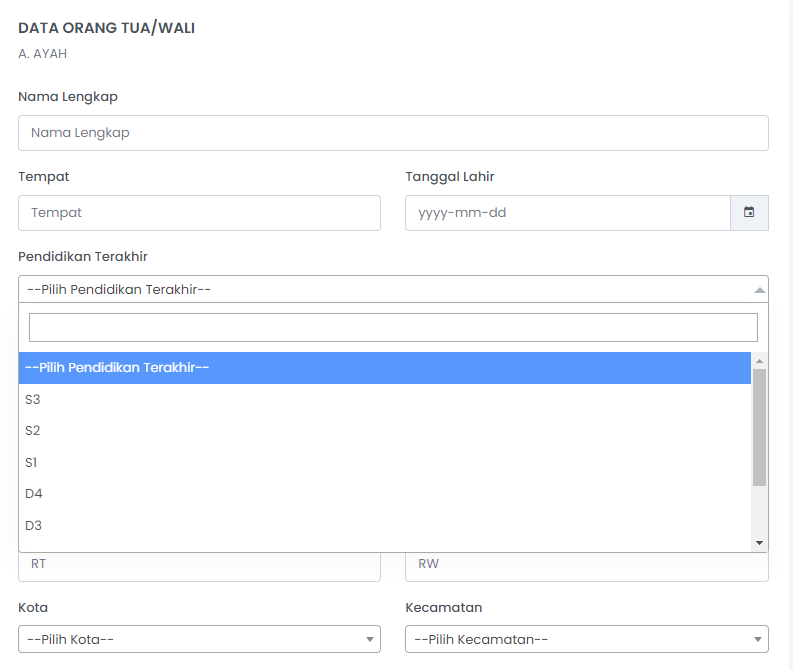 DATA ORANG TUA/WALI
A. AYAH
Nama Lengkap
Nama Lengkap
Tempat
Tanggal Lahir
Tempat
yyyy-mm-dd
Pendidikan Terakhir
--Pilih Pendidikan Terakhir--
--Pilih Pendidikan Terakhir--
S3
S2
S1
D4
D3
RT
RW
Kota
Kecamatan
--Pilih Kota--
--Pilih Kecamatan--